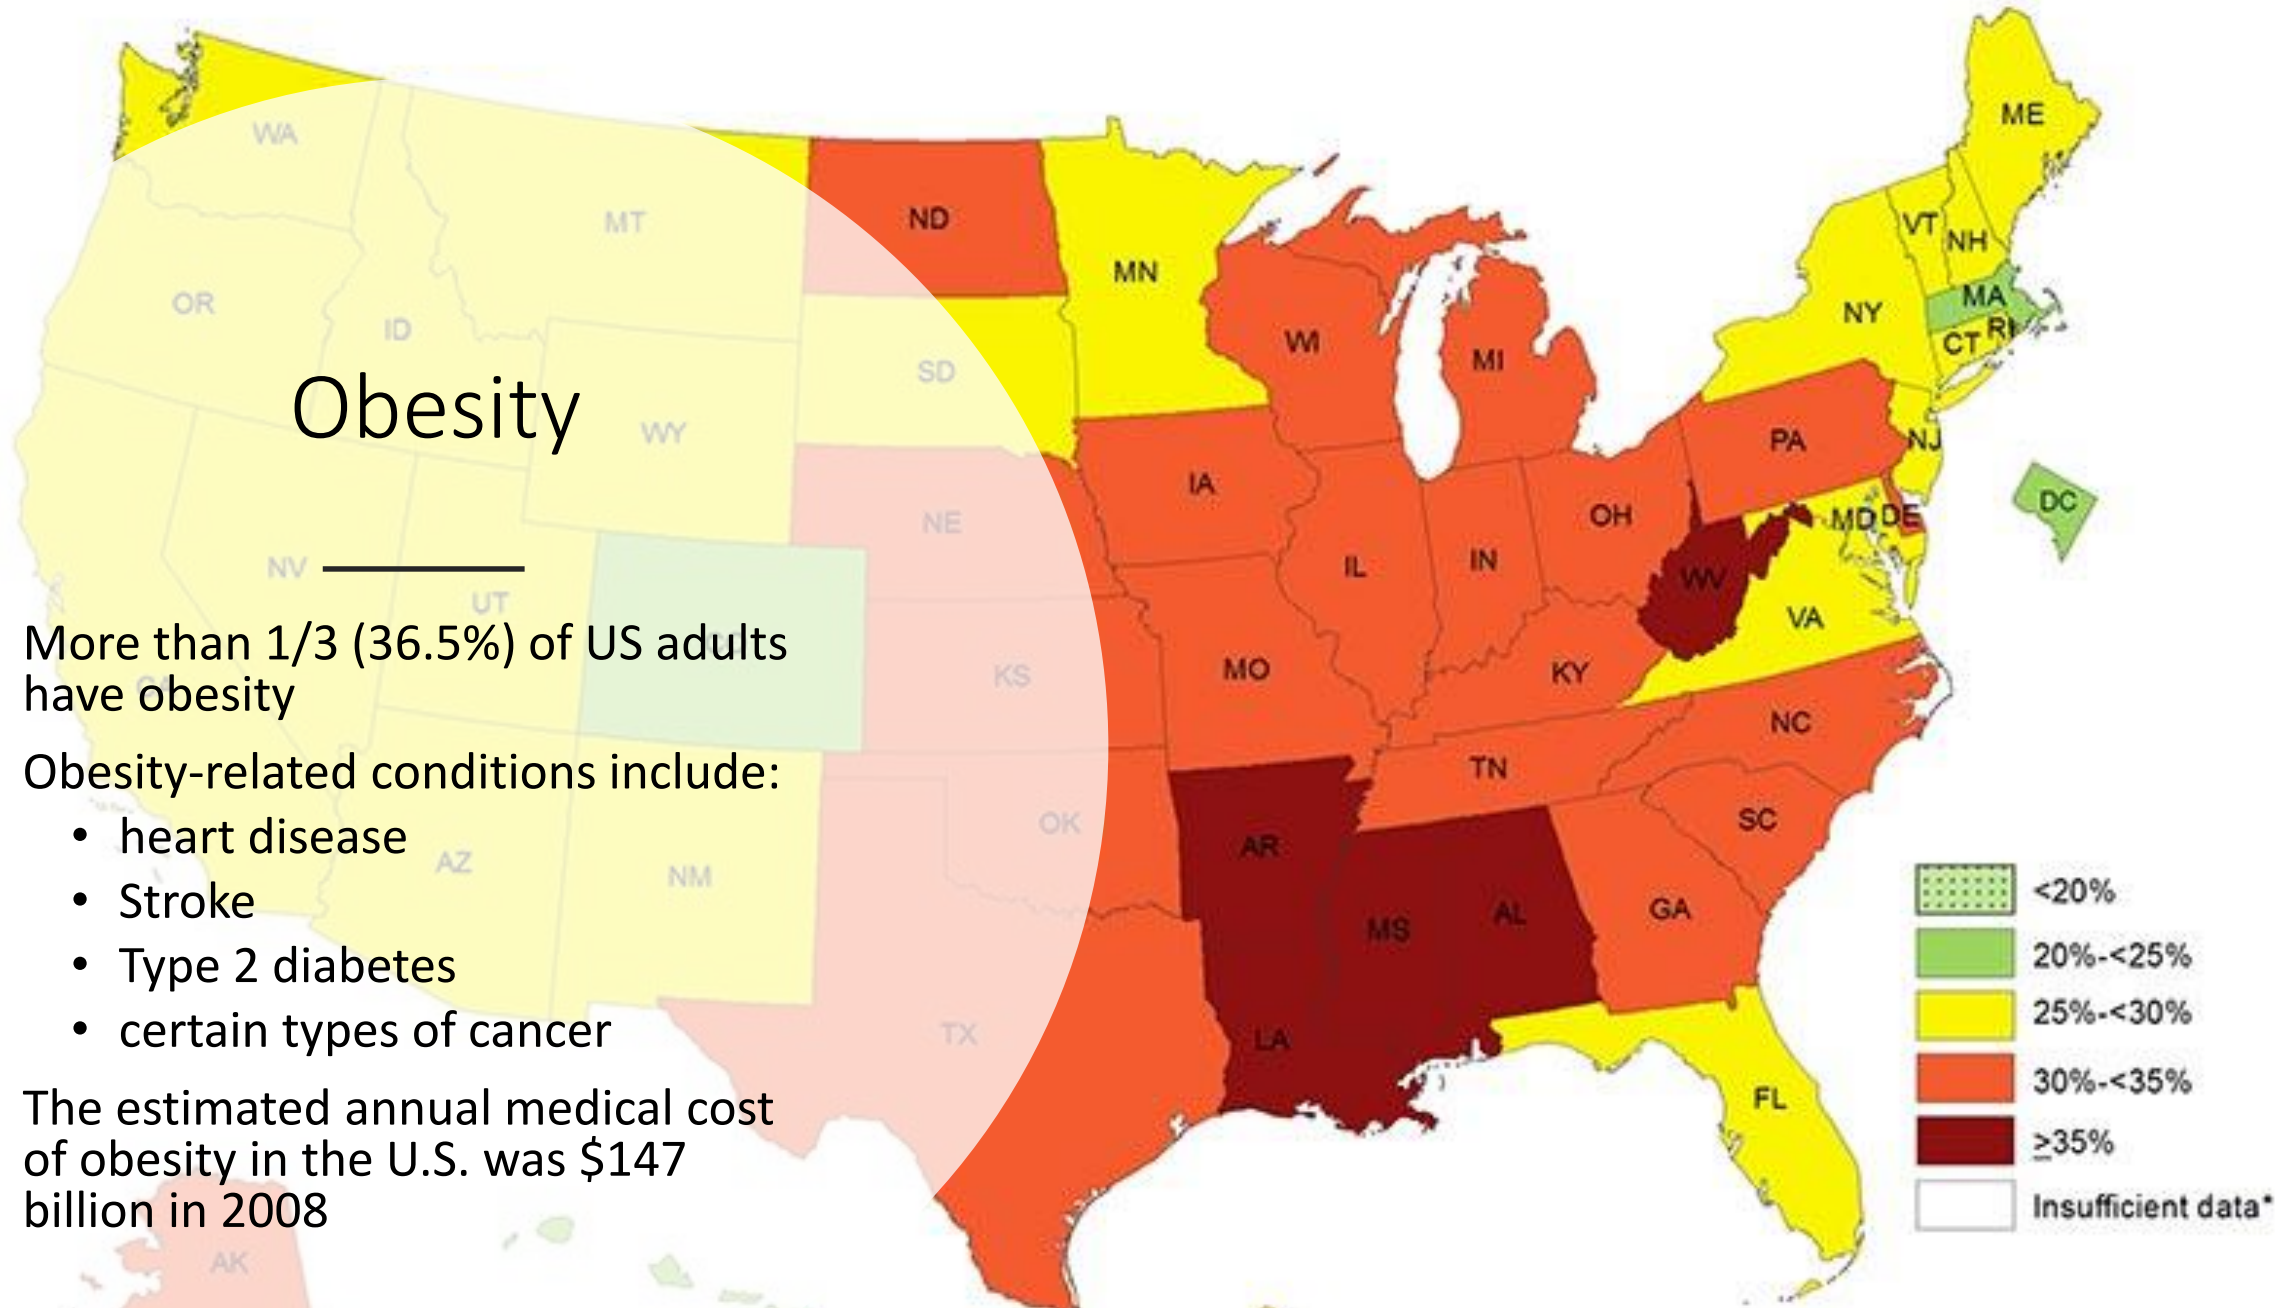 Obesity
More than 1/3 (36.5%) of US adults
have obesity
Obesity-related conditions include:
• heart disease
• Stroke
• Type 2 diabetes
• certain types of cancer
The estimated annual medical cost
of obesity in the U.S. was $147
billion in 2008
WA
MT
ND
MN
OR
ID
SD
WY
WI
MI
NY
VT
NH
ME
MA
CT
RI
NE
IA
PA
NJ
NV
UT
CO
IL
IN
OH
WV
MD
DE
DC
VA
CA
KS
MO
KY
NC
AZ
NM
OK
TN
AR
SC
MS
AL
GA
TX
LA
FL
AK
<20%
20%-<25%
25%-<30%
30%-<35%
≥35%
Insufficient data*